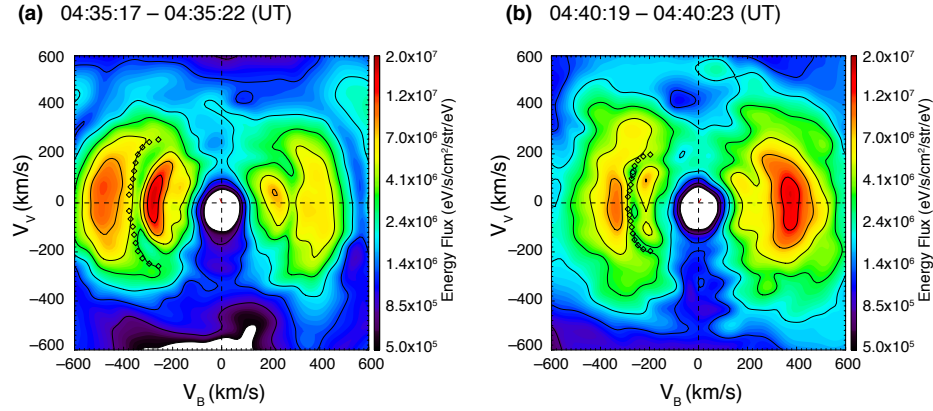 (a) 04:35:17 – 04:35:22 (UT)
600
400
200
0
–200
–400
–600
V_V (km/s)
–600 –400 –200 0 200 400 600
V_B (km/s)
2.0x10^7
1.2x10^7
7.0x10^6
4.1x10^6
2.4x10^6
1.4x10^6
8.5x10^5
5.0x10^5
Energy Flux (eV/s/cm²/str/eV)
(b) 04:40:19 – 04:40:23 (UT)
600
400
200
0
–200
–400
–600
V_V (km/s)
–600 –400 –200 0 200 400 600
V_B (km/s)
2.0x10^7
1.2x10^7
7.0x10^6
4.1x10^6
2.4x10^6
1.4x10^6
8.5x10^5
5.0x10^5
Energy Flux (eV/s/cm²/str/eV)